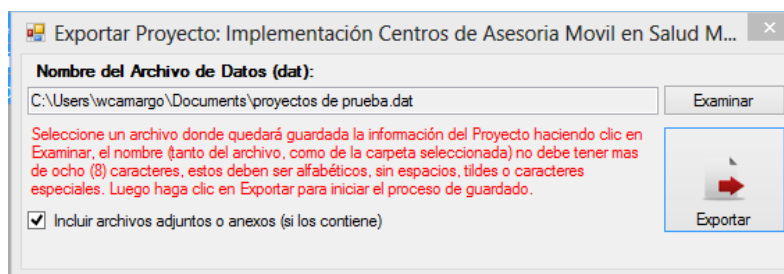 Exportar Proyecto: Implementación Centros de Asesoria Movil en Salud M...
Nombre del Archivo de Datos (dat):
C:\Users\wcamargo\Documents\proyectos de prueba.dat
Examinar
Seleccione un archivo donde quedará guardada la información del Proyecto haciendo clic en
Examinar, el nombre (tanto del archivo, como de la carpeta seleccionada) no debe tener mas
de ocho (8) caracteres, estos deben ser alfabéticos, sin espacios, tildes o caracteres
especiales. Luego haga clic en Exportar para iniciar el proceso de guardado.
Incluir archivos adjuntos o anexos (si los contiene)
Exportar